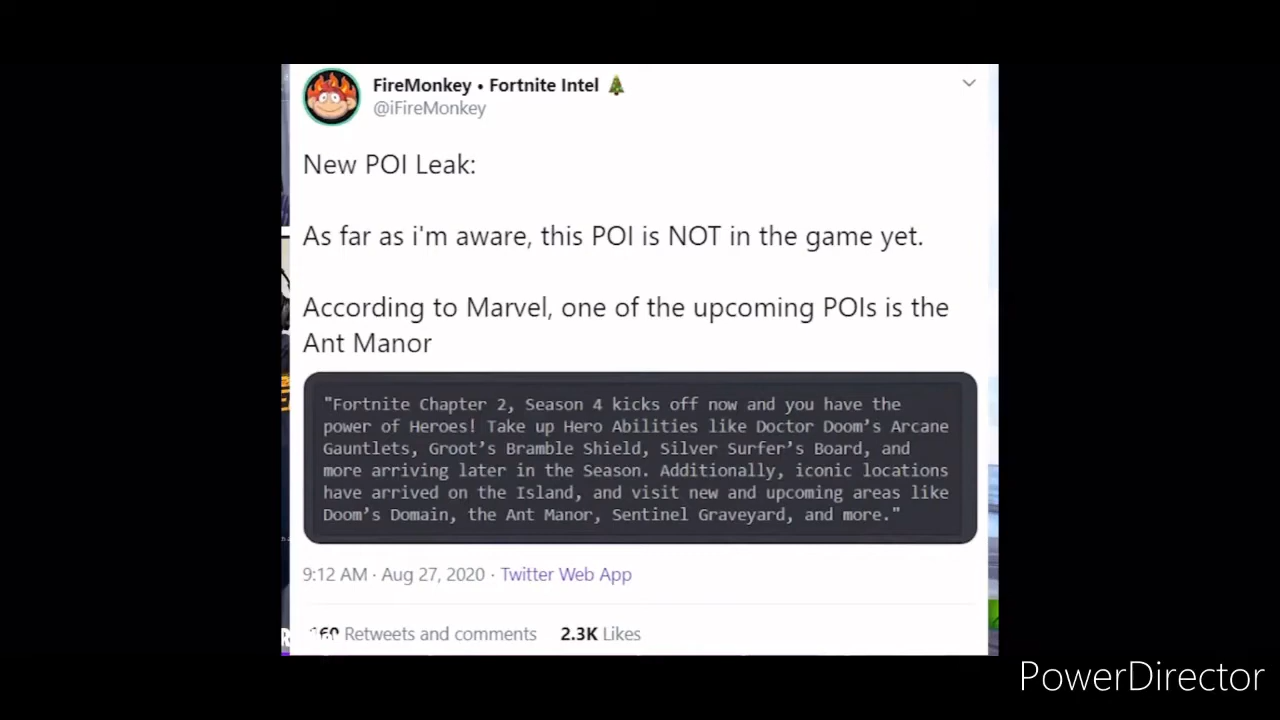 FireMonkey • Fortnite Intel 🎄
@iFireMonkey
New POI Leak:
As far as i'm aware, this POI is NOT in the game yet.
According to Marvel, one of the upcoming POIs is the
Ant Manor
"Fortnite Chapter 2, Season 4 kicks off now and you have the
power of Heroes! Take up Hero Abilities like Doctor Doom’s Arcane
Gauntlets, Groot’s Bramble Shield, Silver Surfer’s Board, and
more arriving later in the Season. Additionally, iconic locations
have arrived on the Island, and visit new and upcoming areas like
Doom’s Domain, the Ant Manor, Sentinel Graveyard, and more."
9:12 AM · Aug 27, 2020 · Twitter Web App
Retweets and comments 2.3K Likes
PowerDirector